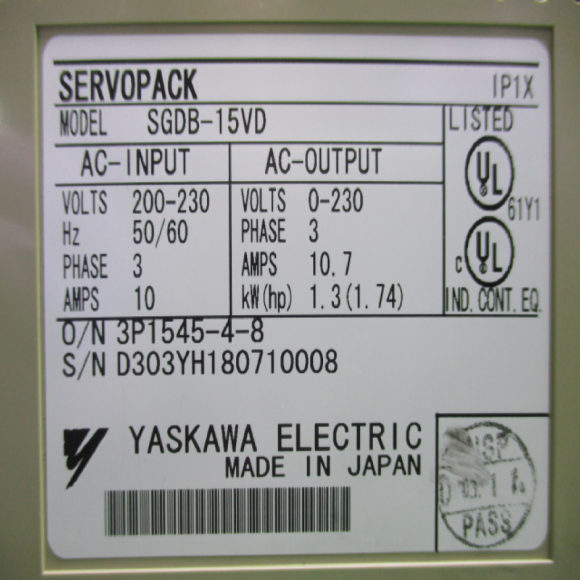 SERVOPACK IP1X
MODEL SGDB-15VD
LISTED
AC-INPUT AC-OUTPUT
VOLTS 200-230 VOLTS 0-230
Hz 50/60 PHASE 3
PHASE 3 AMPS 10.7
AMPS 10 kW(hp) 1.3(1.74)
UL
61Y1
c UL
IND. CONT. EQ.
O/N 3P1545-4-8
S/N D303YH180710008
YASKAWA ELECTRIC
MADE IN JAPAN
PASS